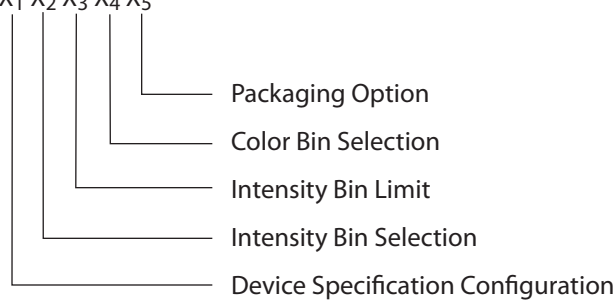 X1 X2 X3 X4 X5
Packaging Option
Color Bin Selection
Intensity Bin Limit
Intensity Bin Selection
Device Specification Configuration